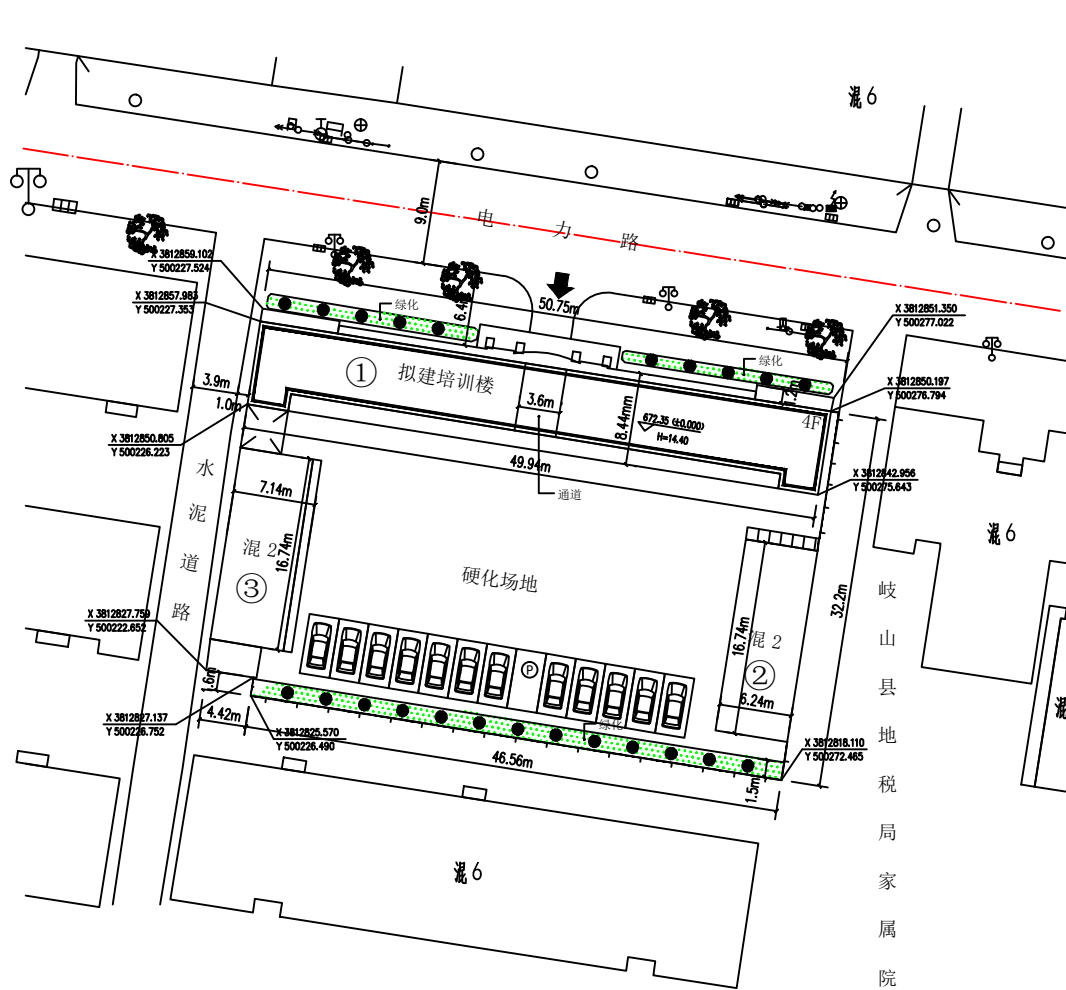 混6
电力路
9.0m
X 3812859.102
Y 500227.524
X 3812857.983
Y 500227.353
绿化
50.75m
X 3812851.350
Y 500277.022
绿化
① 拟建培训楼
3.9m
1.0m
3.6m
8.44mm
672.35 (±0.000)
H=14.40
1.2m
4F
X 3812850.197
Y 500276.794
X 3812850.805
Y 500226.223
49.94m
通道
X 3812842.956
Y 500275.643
水泥道路
7.14m
16.74m
混 2
③
硬化场地
混6
32.2m
16.74m
混 2
②
6.24m
岐山县地税局家属院
X 3812827.759
Y 500222.652
P
1.6m
4.42m
X 3812827.137
Y 500226.752
X 3812825.570
Y 500226.490
绿化
46.56m
1.5m
X 3812818.110
Y 500272.465
混6